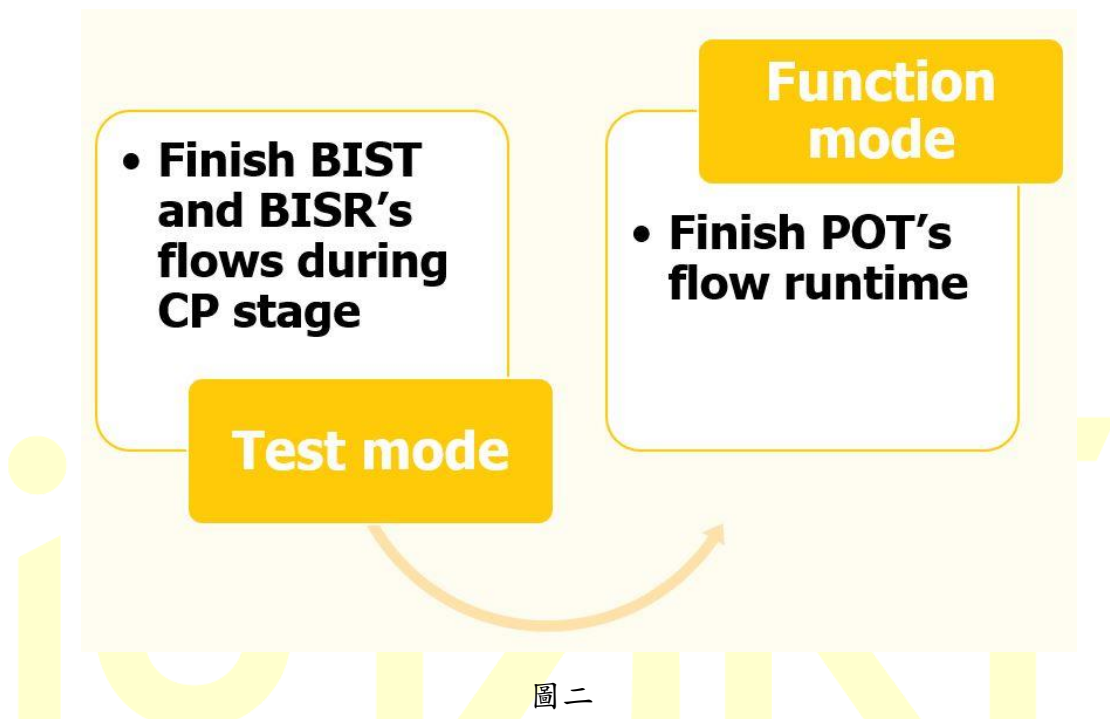 • Finish BIST
and BISR’s
flows during
CP stage
Test mode
Function
mode
• Finish POT’s
flow runtime
圖二